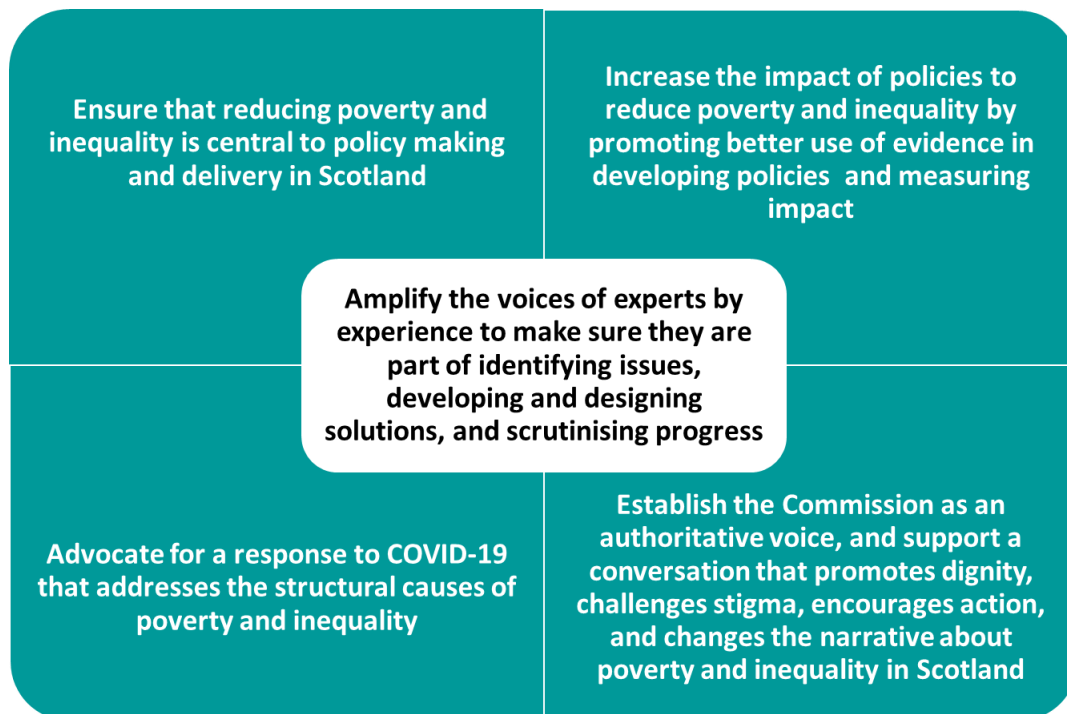 Ensure that reducing poverty and
inequality is central to policy making
and delivery in Scotland
Increase the impact of policies to
reduce poverty and inequality by
promoting better use of evidence in
developing policies  and measuring
impact
Amplify the voices of experts by
experience to make sure they are
part of identifying issues,
developing and designing
solutions, and scrutinising progress
Advocate for a response to COVID-19
that addresses the structural causes of
poverty and inequality
Establish the Commission as an
authoritative voice, and support a
conversation that promotes dignity,
challenges stigma, encourages action,
and changes the narrative about
poverty and inequality in Scotland